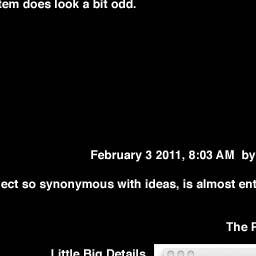 tem does look a bit odd.
February 3 2011, 8:03 AM by
ect so synonymous with ideas, is almost ent
The
Little Big Details